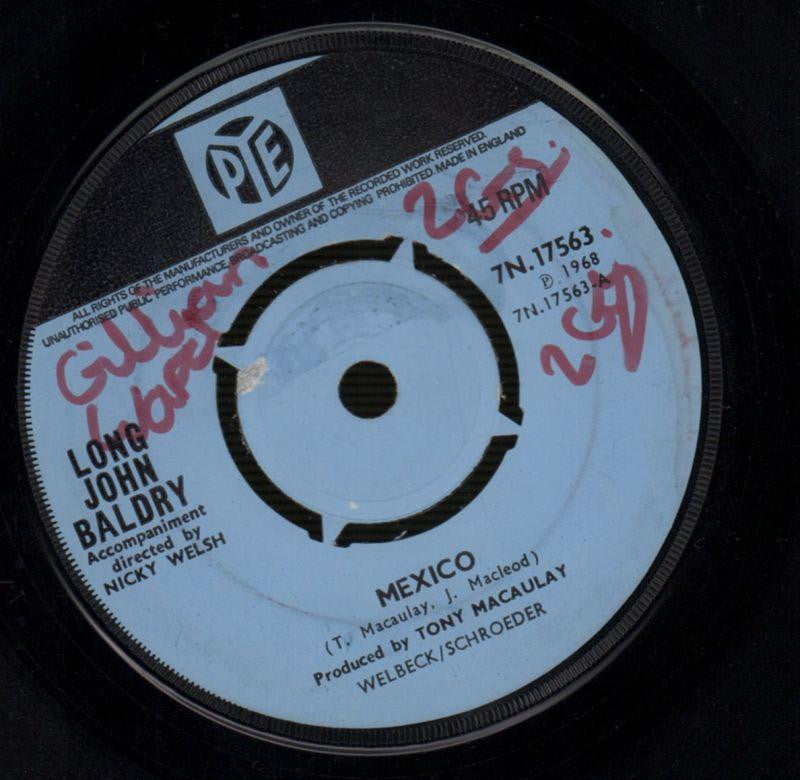 PYE
ALL RIGHTS OF THE MANUFACTURERS AND OWNER OF THE RECORDED WORK RESERVED.
UNAUTHORISED PUBLIC PERFORMANCE, BROADCASTING AND COPYING PROHIBITED. MADE IN ENGLAND
45 RPM
7N.17563
Ⓟ 1968
7N.17563-A
Gillian
LONG
JOHN
BALDRY
Accompaniment
directed by
NICKY WELSH
MEXICO
(T. Macaulay, J. Macleod)
Produced by TONY MACAULAY
WELBECK/SCHROEDER